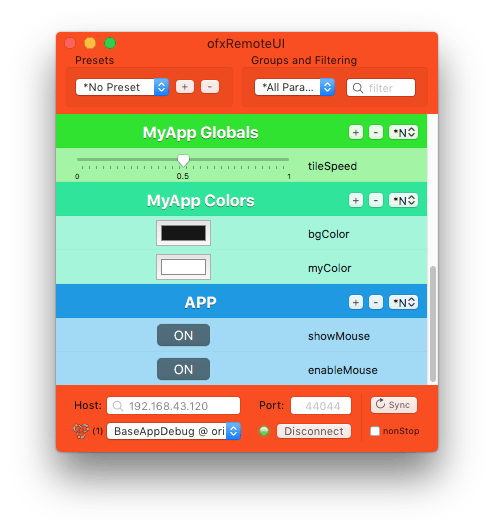 ofxRemoteUI
Presets
Groups and Filtering
*No Preset + -
*All Para... filter
MyApp Globals + - *N
0 0.5 1 tileSpeed
MyApp Colors + - *N
bgColor
myColor
APP + - *N
ON showMouse
ON enableMouse
Host: 192.168.43.120 Port: 44044 Sync
(1) BaseAppDebug @ ori Disconnect nonStop